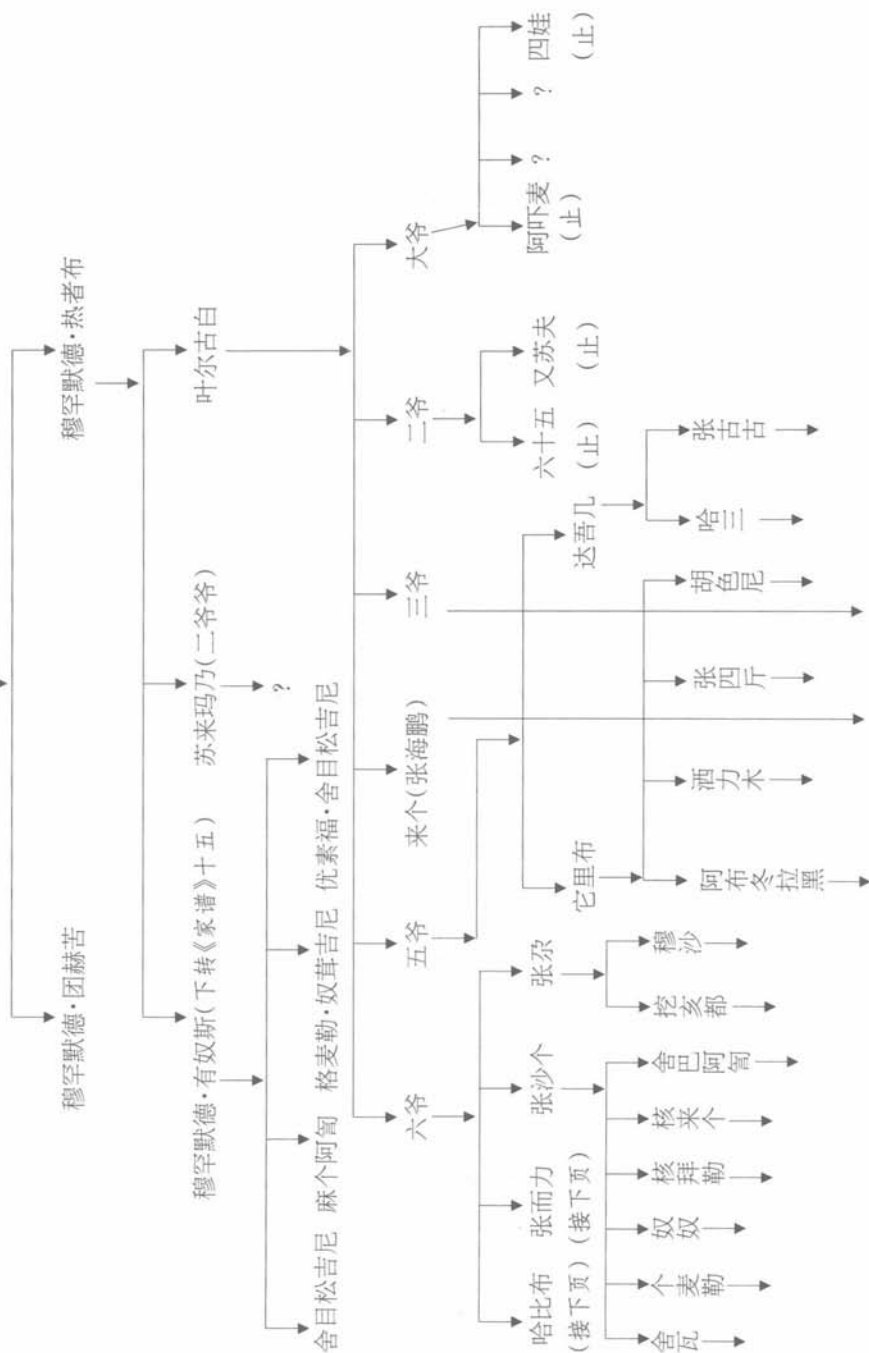 穆罕默德·团赫苦
穆罕默德·热者布
穆罕默德·有奴斯(下转《家谱》十五)
苏来玛乃(二爷爷)
叶尔古白
?
舍目松吉尼
麻个阿訇
格麦勒·奴茸吉尼
优素福·舍目松吉尼
六爷
五爷
来个(张海鹏)
三爷
二爷
大爷
哈比布
(接下页)
张而力
(接下页)
张沙个
张尕
它里布
达吾几
六十五
(止)
又苏夫
(止)
阿吓麦
(止)
?
?
四娃
(止)
舍瓦
个麦勒
奴奴
核拜勒
核来个
舍巴阿訇
挖亥都
穆沙
阿布冬拉黑
洒力木
张四斤
胡色尼
哈三
张古古